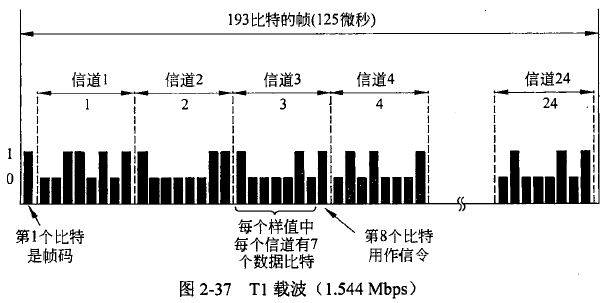 193比特的帧(125微秒)
信道1 信道2 信道3 信道4 信道24
1 2 3 4 24
1
0
第1个比特
是帧码
每个样值中
每个信道有7
个数据比特
第8个比特
用作信令
图 2-37 T1 载波（1.544 Mbps）